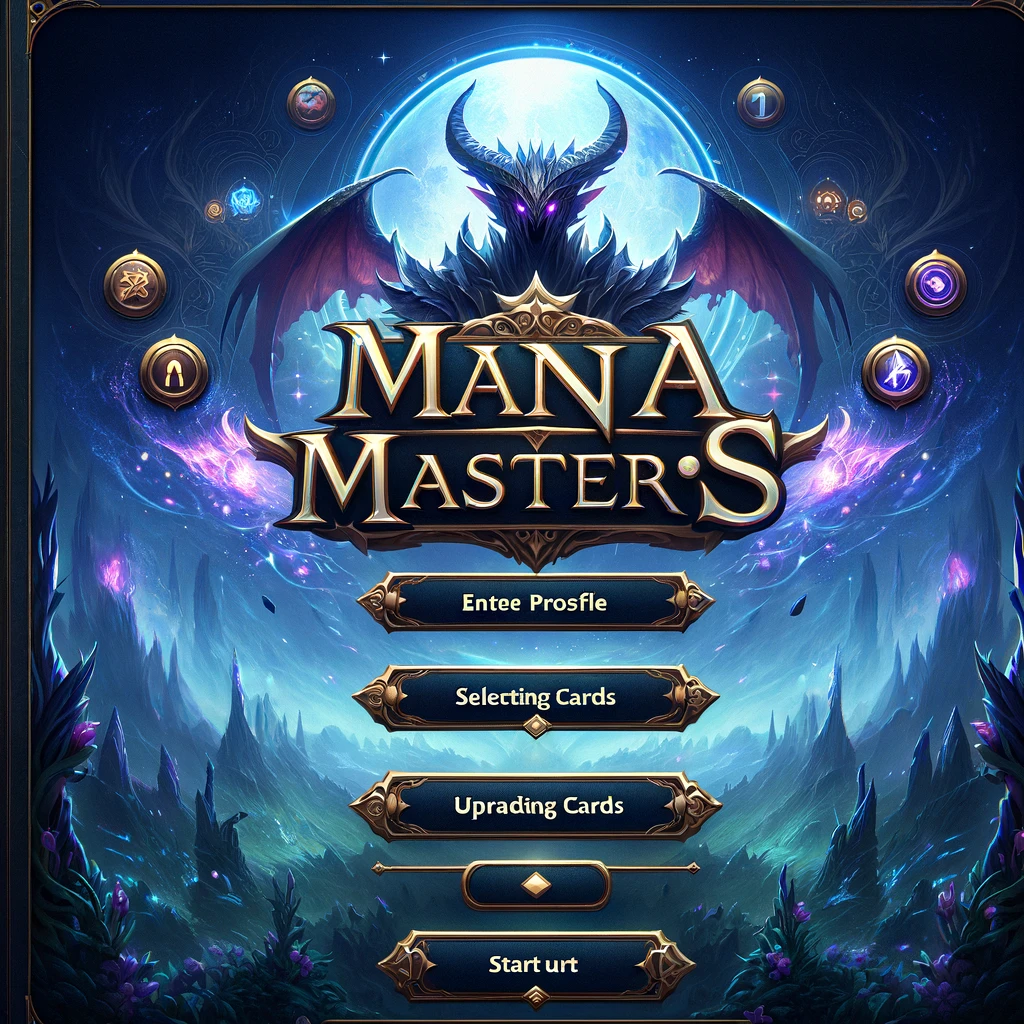 MANA
MASTER•S
Entee Prosfle
Selecting Cards
Uprading Cards
Start urt